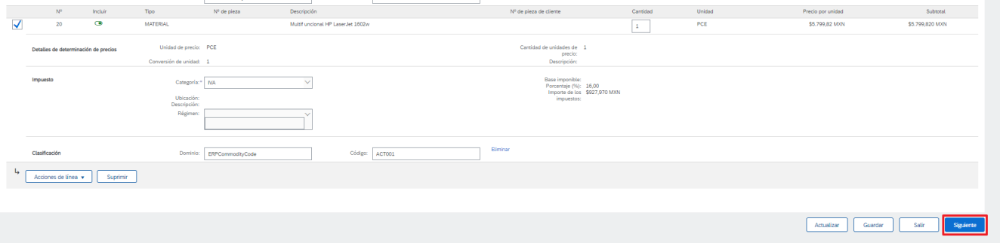 Nº Incluir Tipo Nº de pieza Descripción Nº de pieza de cliente Cantidad Unidad Precio por unidad Subtotal
20 MATERIAL Multif uncional HP LaserJet 1602w 1 PCE $5.799,82 MXN $5.799,820 MXN
Detalles de determinación de precios Unidad de precio: PCE Cantidad de unidades de 1
precio:
Conversión de unidad: 1 Descripción:
Impuesto Categoría:* IVA Base imponible:
Porcentaje (%): 16,00
Importe de los $927,970 MXN
impuestos:
Ubicación:
Descripción:
Régimen:
Clasificación Dominio: ERPCommodityCode Código: ACT001 Eliminar
Acciones de línea Suprimir
Actualizar Guardar Salir Siguiente